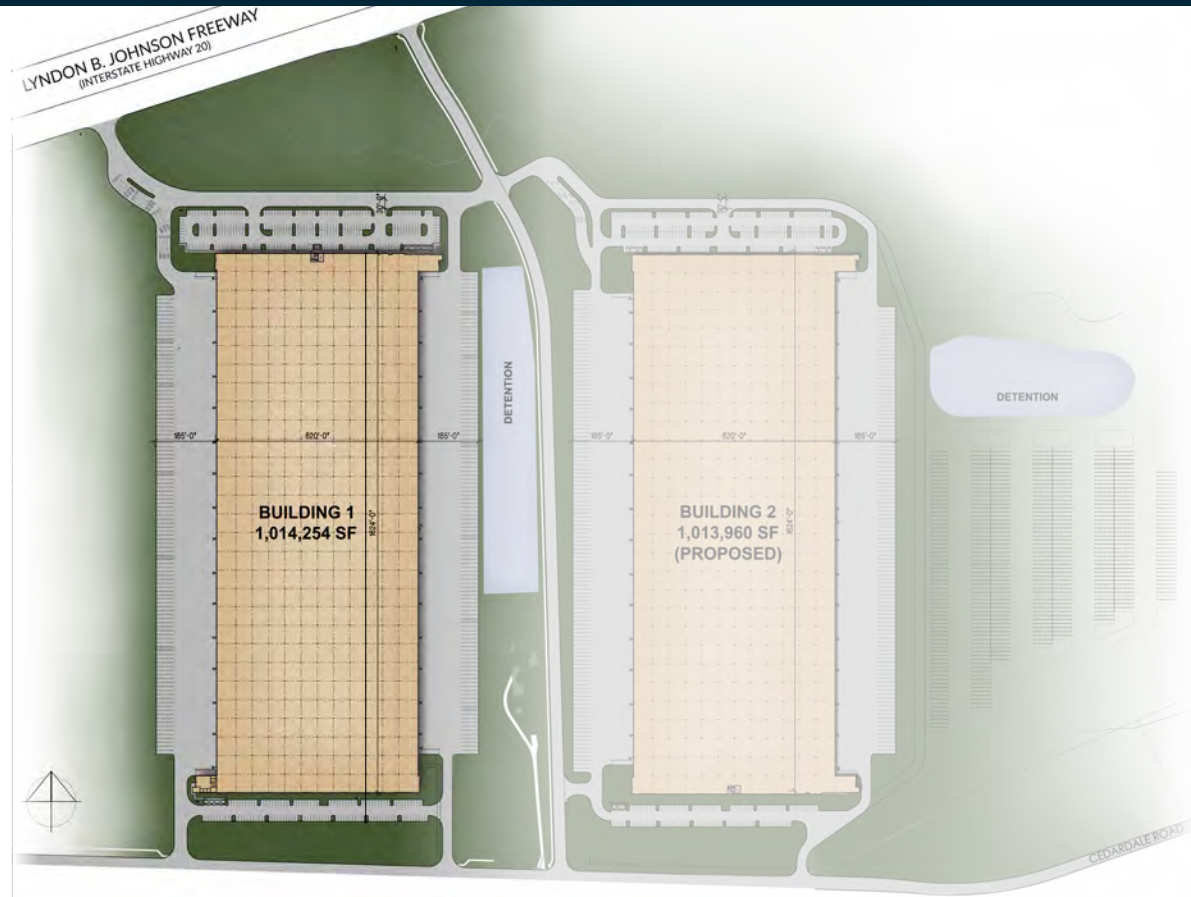 LYNDON B. JOHNSON FREEWAY
(INTERSTATE HIGHWAY 20)
DETENTION
DETENTION
185'-0"
620'-0"
185'-0"
185'-0"
620'-0"
185'-0"
BUILDING 1
1,014,254 SF
1624'-0"
BUILDING 2
1,013,960 SF
(PROPOSED)
1624'-0"
CEDARDALE ROAD